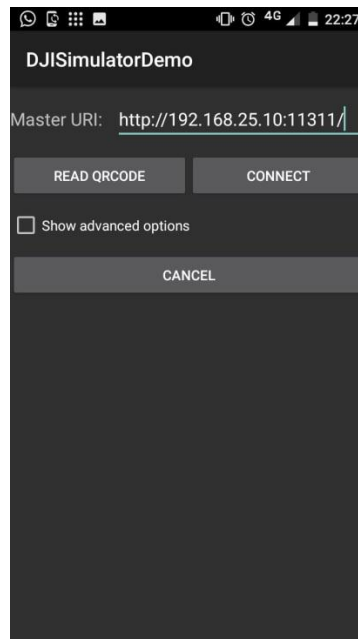 4G 22:27
DJISimulatorDemo
Master URI: http://192.168.25.10:11311/
READ QRCODE CONNECT
Show advanced options
CANCEL